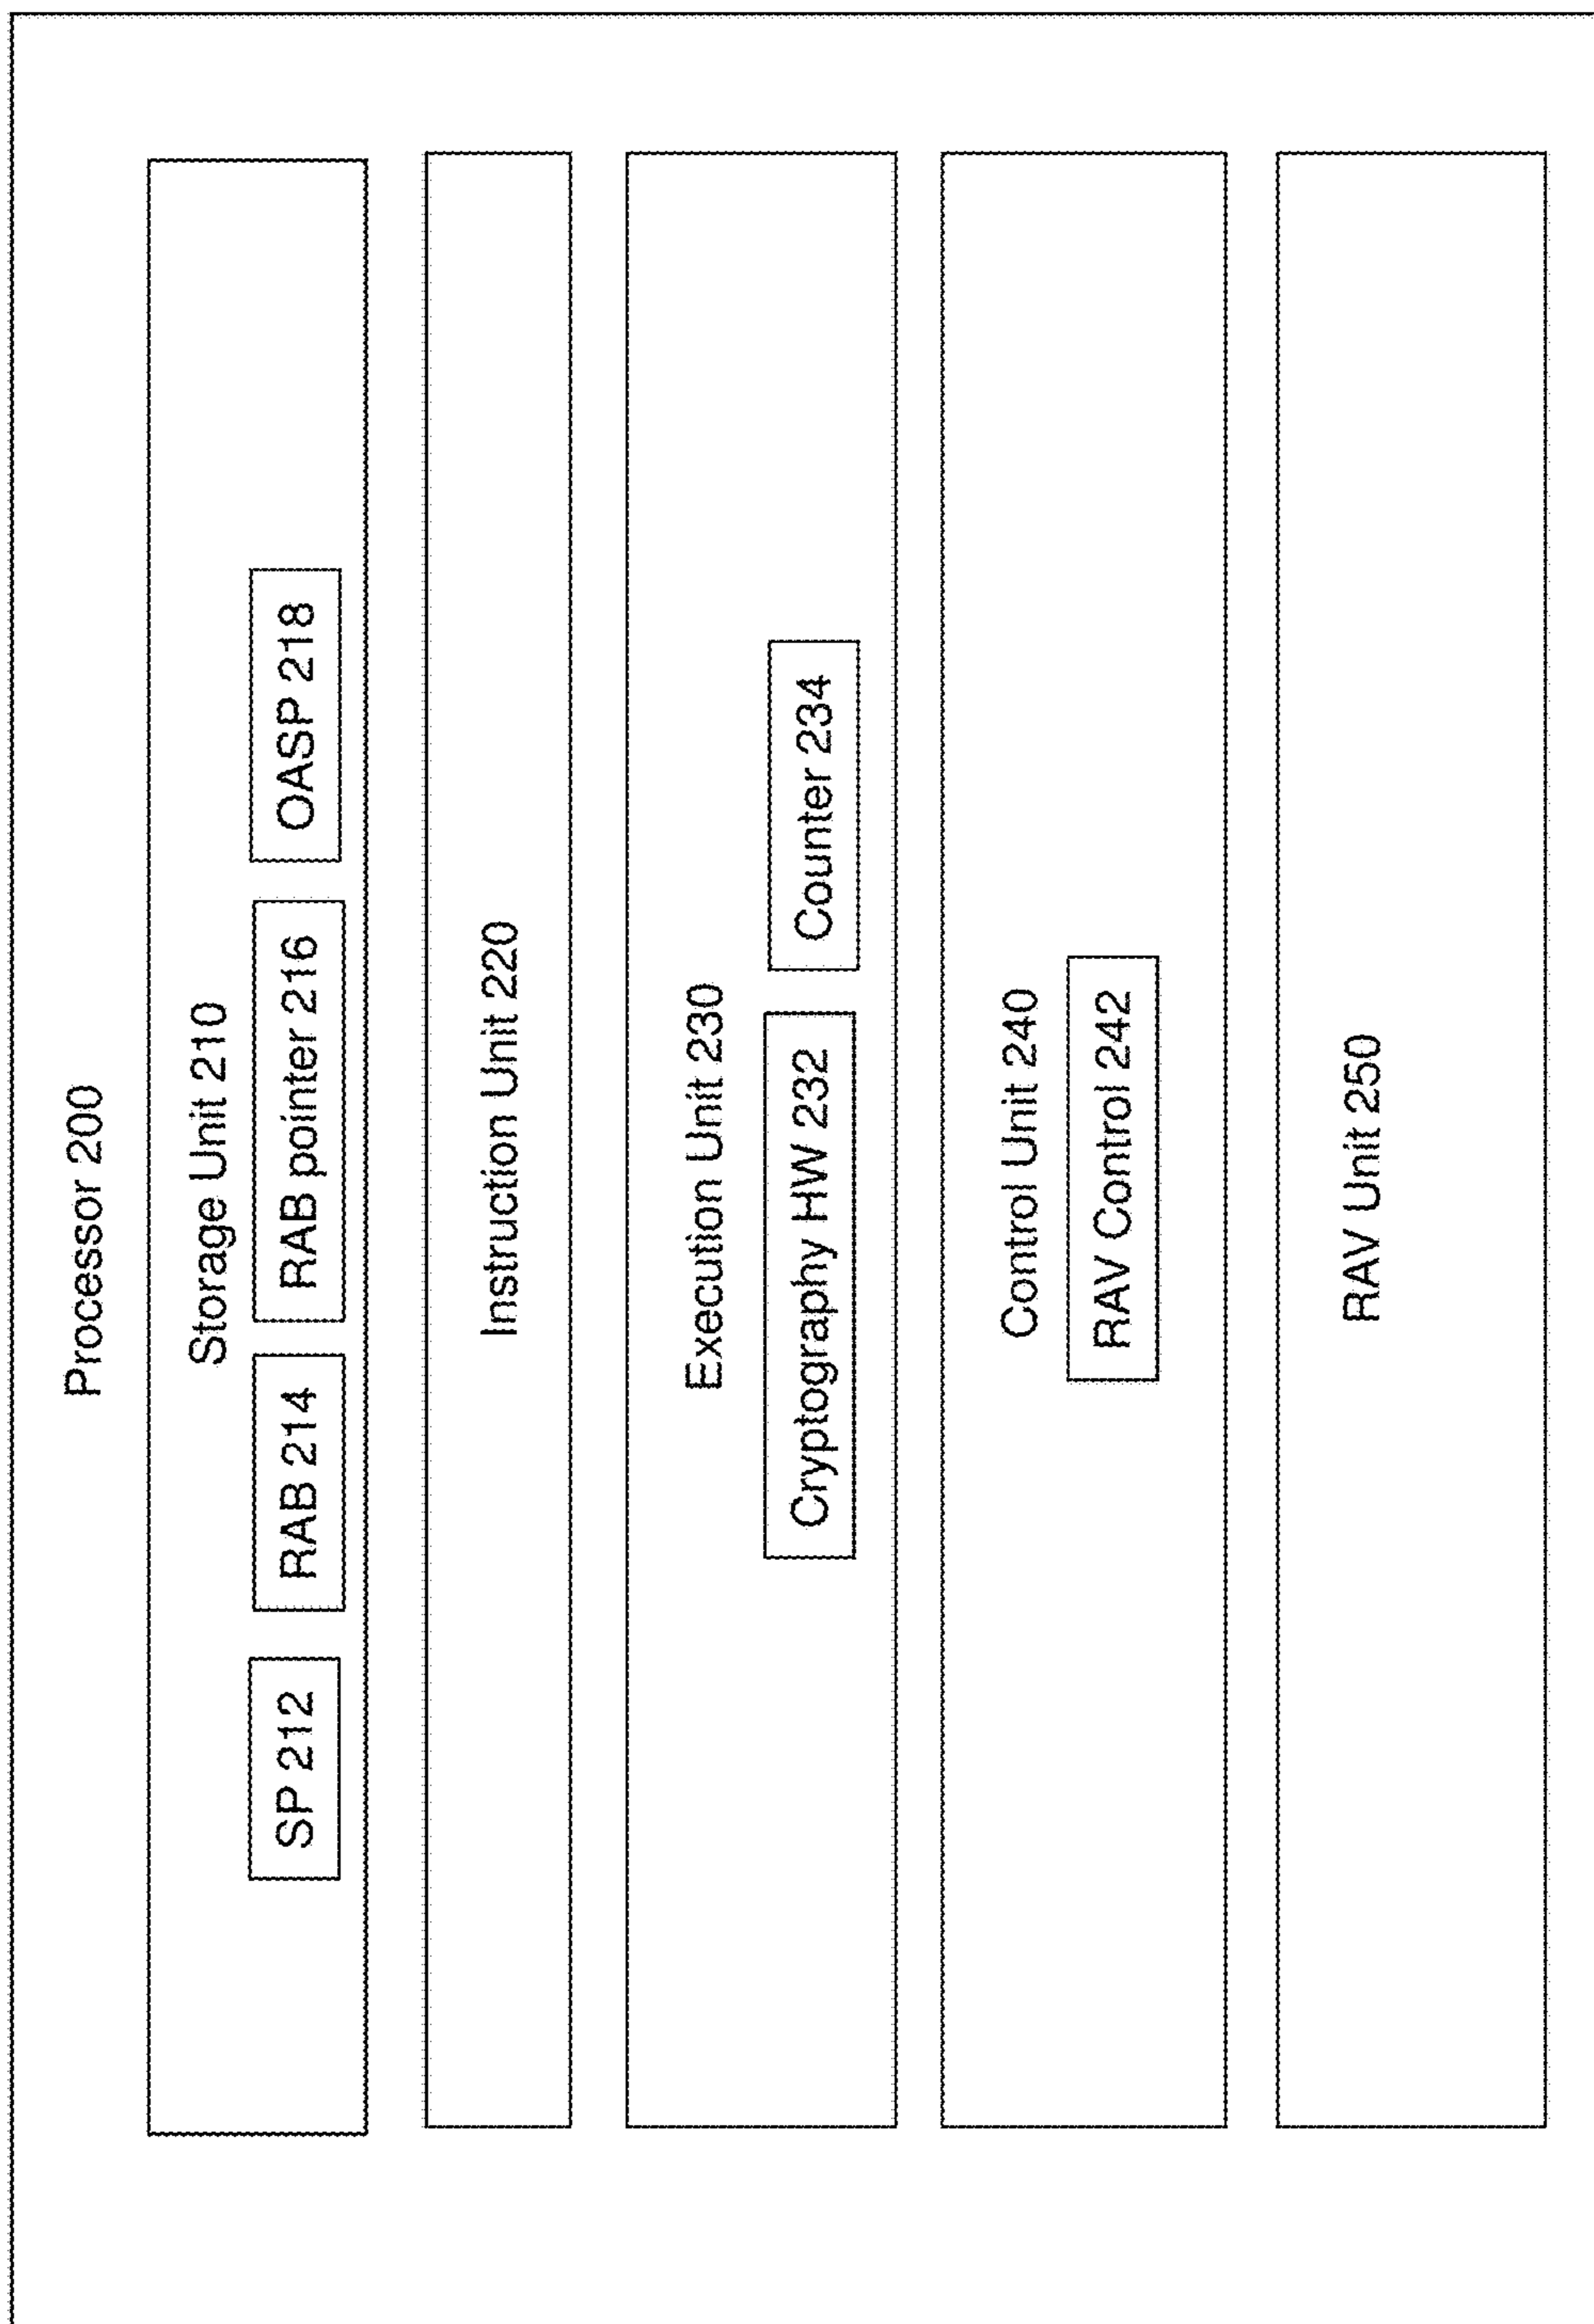 Processor 200
Storage Unit 210
SP 212
RAB 214
RAB pointer 216
OASP 218
Instruction Unit 220
Execution Unit 230
Cryptography HW 232
Counter 234
Control Unit 240
RAV Control 242
RAV Unit 250